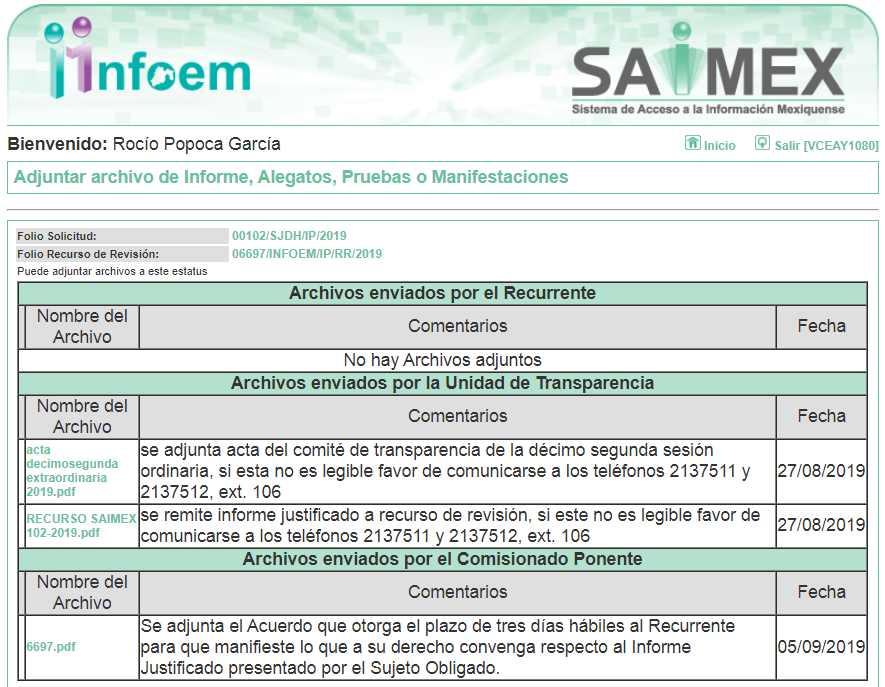 infoem
SAIMEX
Sistema de Acceso a la Información Mexiquense
Bienvenido: Rocío Popoca García
Inicio Salir [VCEAY1080]
Adjuntar archivo de Informe, Alegatos, Pruebas o Manifestaciones
Folio Solicitud: 00102/SJDH/IP/2019
Folio Recurso de Revisión: 06697/INFOEM/IP/RR/2019
Puede adjuntar archivos a este estatus
Archivos enviados por el Recurrente
Nombre del
Archivo
Comentarios
Fecha
No hay Archivos adjuntos
Archivos enviados por la Unidad de Transparencia
Nombre del
Archivo
Comentarios
Fecha
acta
decimosegunda
extraordinaria
2019.pdf
se adjunta acta del comité de transparencia de la décimo segunda sesión
ordinaria, si esta no es legible favor de comunicarse a los teléfonos 2137511 y
2137512, ext. 106
27/08/2019
RECURSO SAIMEX
102-2019.pdf
se remite informe justificado a recurso de revisión, si este no es legible favor de
comunicarse a los teléfonos 2137511 y 2137512, ext. 106
27/08/2019
Archivos enviados por el Comisionado Ponente
Nombre del
Archivo
Comentarios
Fecha
6697.pdf
Se adjunta el Acuerdo que otorga el plazo de tres días hábiles al Recurrente
para que manifieste lo que a su derecho convenga respecto al Informe
Justificado presentado por el Sujeto Obligado.
05/09/2019